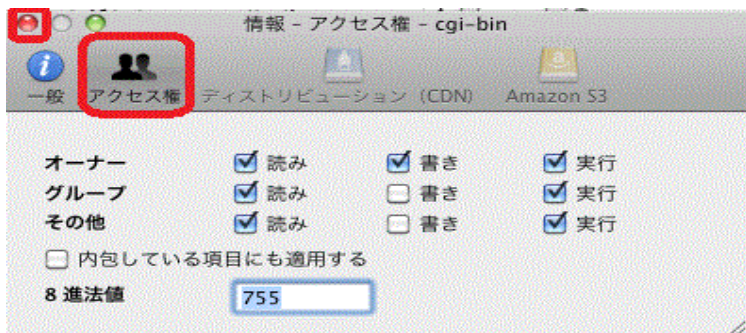 情報 – アクセス権 – cgi-bin
一般 アクセス権 ディストリビューション（CDN） Amazon S3
オーナー 読み 書き 実行
グループ 読み 書き 実行
その他 読み 書き 実行
内包している項目にも適用する
8 進法値 755